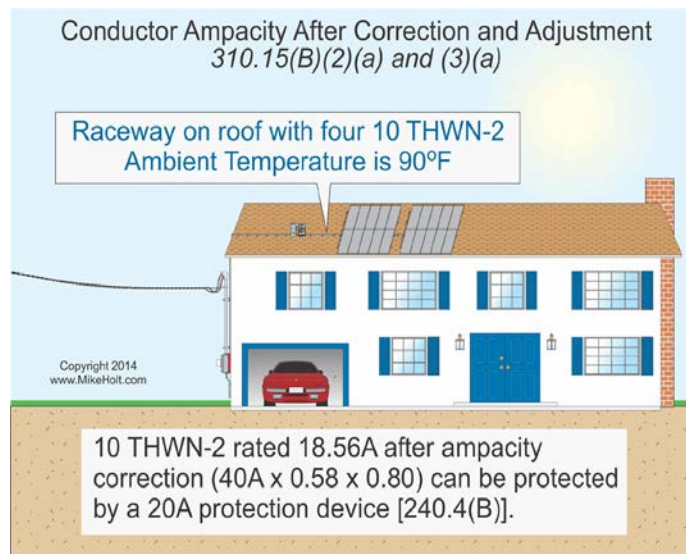 Conductor Ampacity After Correction and Adjustment
310.15(B)(2)(a) and (3)(a)
Raceway on roof with four 10 THWN-2
Ambient Temperature is 90ºF
Copyright 2014
www.MikeHolt.com
10 THWN-2 rated 18.56A after ampacity
correction (40A x 0.58 x 0.80) can be protected
by a 20A protection device [240.4(B)].